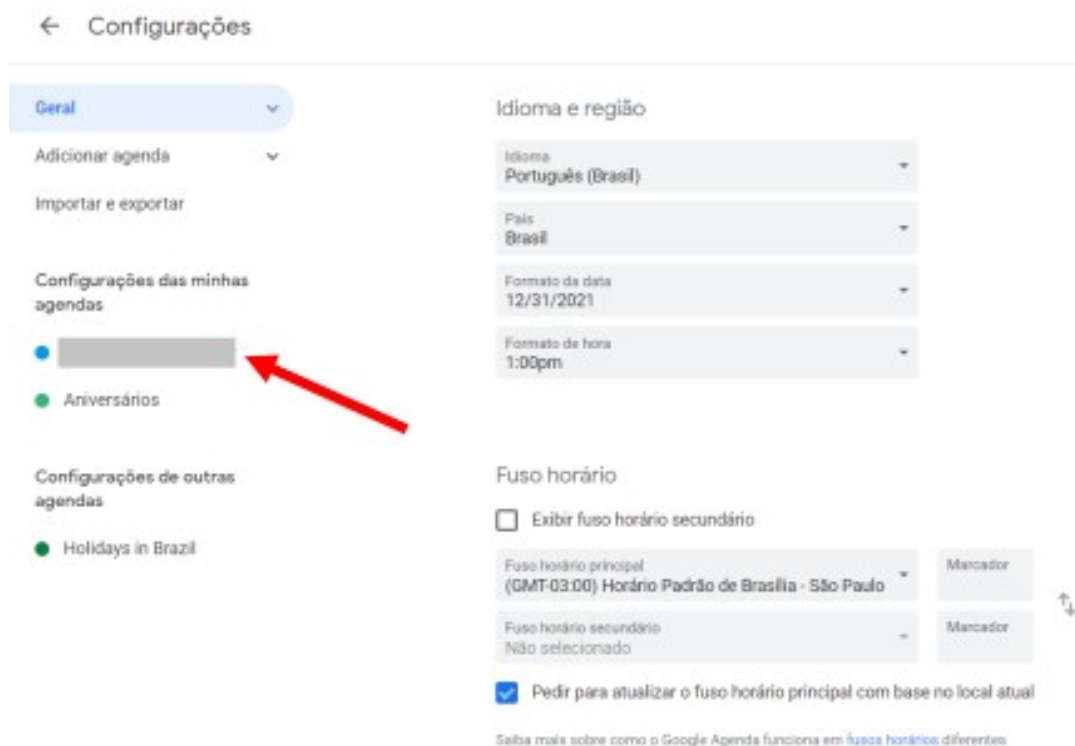 Configurações
Geral
Adicionar agenda
Importar e exportar
Configurações das minhas
agendas
Aniversários
Configurações de outras
agendas
Holidays in Brazil
Idioma e região
Idioma
Português (Brasil)
País
Brasil
Formato da data
12/31/2021
Formato de hora
1:00pm
Fuso horário
Exibir fuso horário secundário
Fuso horário principal
(GMT-03:00) Horário Padrão de Brasília - São Paulo
Marcador
Fuso horário secundário
Não selecionado
Marcador
Pedir para atualizar o fuso horário principal com base no local atual
Saiba mais sobre como o Google Agenda funciona em fusos horários diferentes